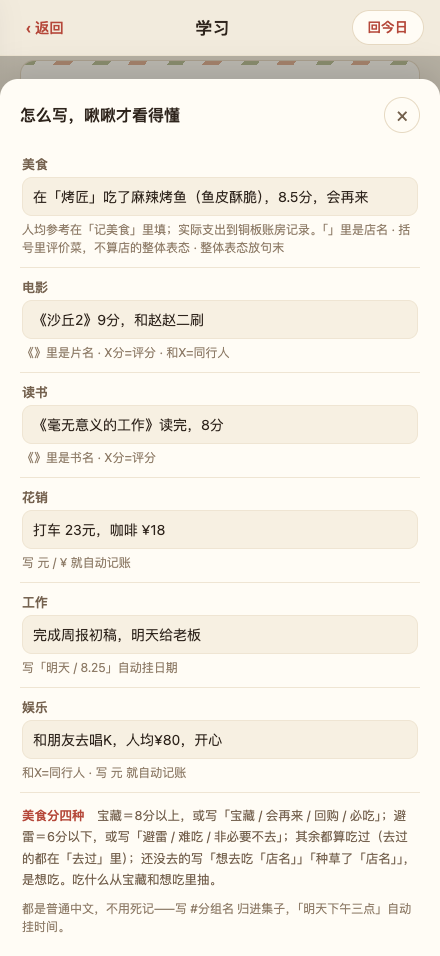 ‹ 返回
学习
回今日
怎么写，啾啾才看得懂
×
美食
在「烤匠」吃了麻辣烤鱼（鱼皮酥脆），8.5分，会再来
人均参考在「记美食」里填；实际支出到铜板账房记录。「」里是店名 · 括
号里评价菜，不算店的整体表态 · 整体表态放句末
电影
《沙丘2》9分，和赵赵二刷
《》里是片名 · X分=评分 · 和X=同行人
读书
《毫无意义的工作》读完，8分
《》里是书名 · X分=评分
花销
打车 23元，咖啡 ¥18
写 元 / ¥ 就自动记账
工作
完成周报初稿，明天给老板
写「明天 / 8.25」自动挂日期
娱乐
和朋友去唱K，人均¥80，开心
和X=同行人 · 写 元 就自动记账
美食分四种 宝藏＝8分以上，或写「宝藏 / 会再来 / 回购 / 必吃」；避
雷＝6分以下，或写「避雷 / 难吃 / 非必要不去」；其余都算吃过（去过
的都在「去过」里）；还没去的写「想去吃「店名」」「种草了「店名」」，
是想吃。吃什么从宝藏和想吃里抽。
都是普通中文，不用死记——写 #分组名 归进集子，「明天下午三点」自动
挂时间。